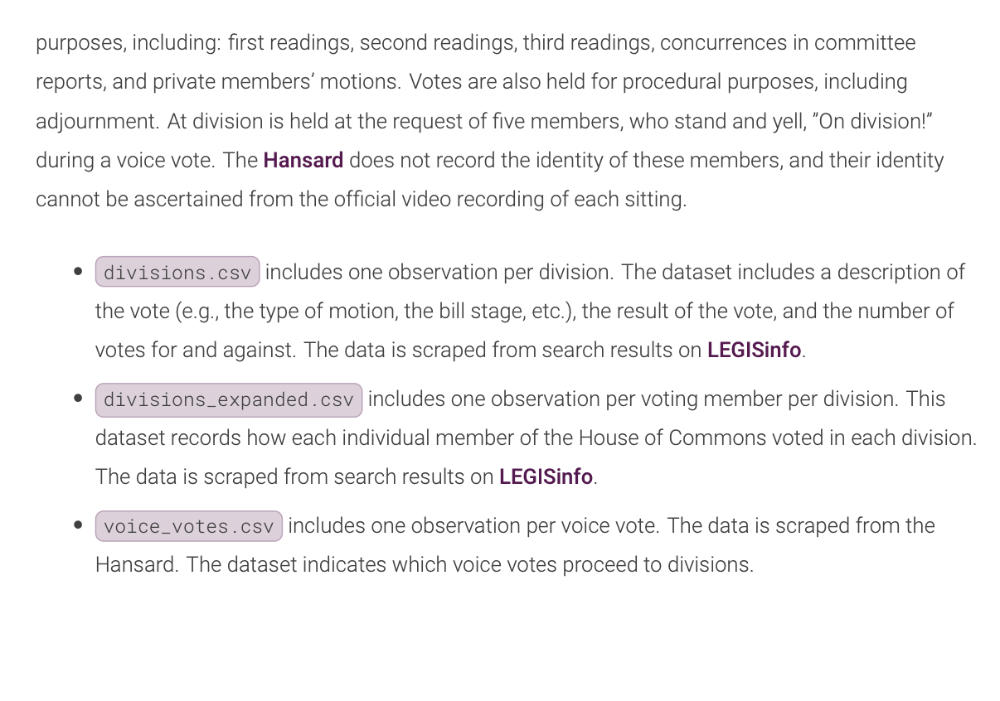 purposes, including: first readings, second readings, third readings, concurrences in committee
reports, and private members’ motions. Votes are also held for procedural purposes, including
adjournment. At division is held at the request of five members, who stand and yell, ”On division!”
during a voice vote. The Hansard does not record the identity of these members, and their identity
cannot be ascertained from the official video recording of each sitting.
• divisions.csv includes one observation per division. The dataset includes a description of
the vote (e.g., the type of motion, the bill stage, etc.), the result of the vote, and the number of
votes for and against. The data is scraped from search results on LEGISinfo.
• divisions_expanded.csv includes one observation per voting member per division. This
dataset records how each individual member of the House of Commons voted in each division.
The data is scraped from search results on LEGISinfo.
• voice_votes.csv includes one observation per voice vote. The data is scraped from the
Hansard. The dataset indicates which voice votes proceed to divisions.